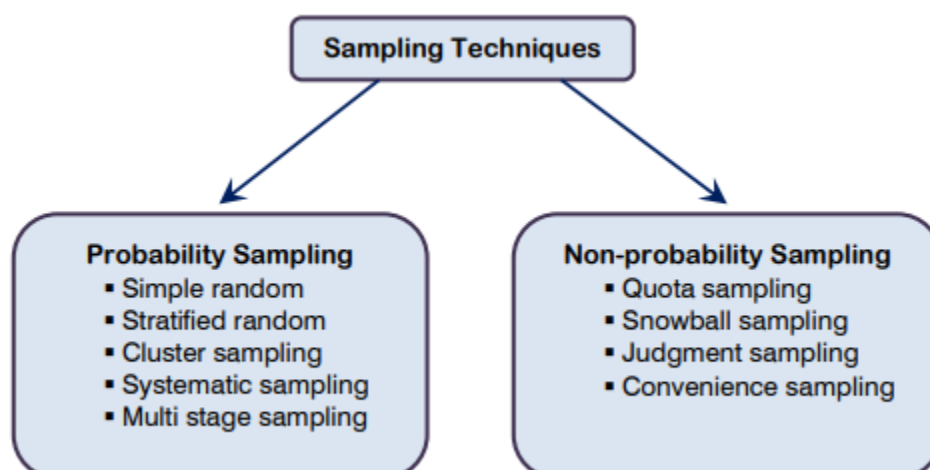 Sampling Techniques
Probability Sampling
▪ Simple random
▪ Stratified random
▪ Cluster sampling
▪ Systematic sampling
▪ Multi stage sampling
Non-probability Sampling
▪ Quota sampling
▪ Snowball sampling
▪ Judgment sampling
▪ Convenience sampling